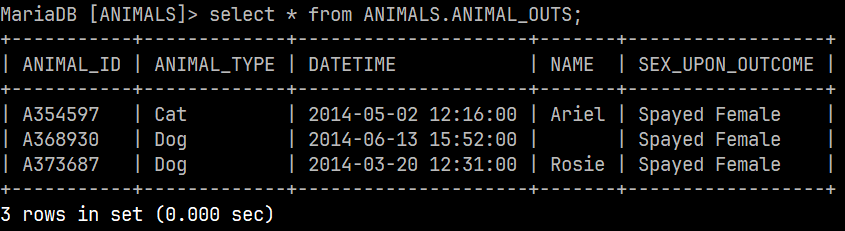 MariaDB [ANIMALS]> select * from ANIMALS.ANIMAL_OUTS;
+-----------+-------------+---------------------+-------+------------------+
| ANIMAL_ID | ANIMAL_TYPE | DATETIME            | NAME  | SEX_UPON_OUTCOME |
+-----------+-------------+---------------------+-------+------------------+
| A354597   | Cat         | 2014-05-02 12:16:00 | Ariel | Spayed Female    |
| A368930   | Dog         | 2014-06-13 15:52:00 |       | Spayed Female    |
| A373687   | Dog         | 2014-03-20 12:31:00 | Rosie | Spayed Female    |
+-----------+-------------+---------------------+-------+------------------+
3 rows in set (0.000 sec)